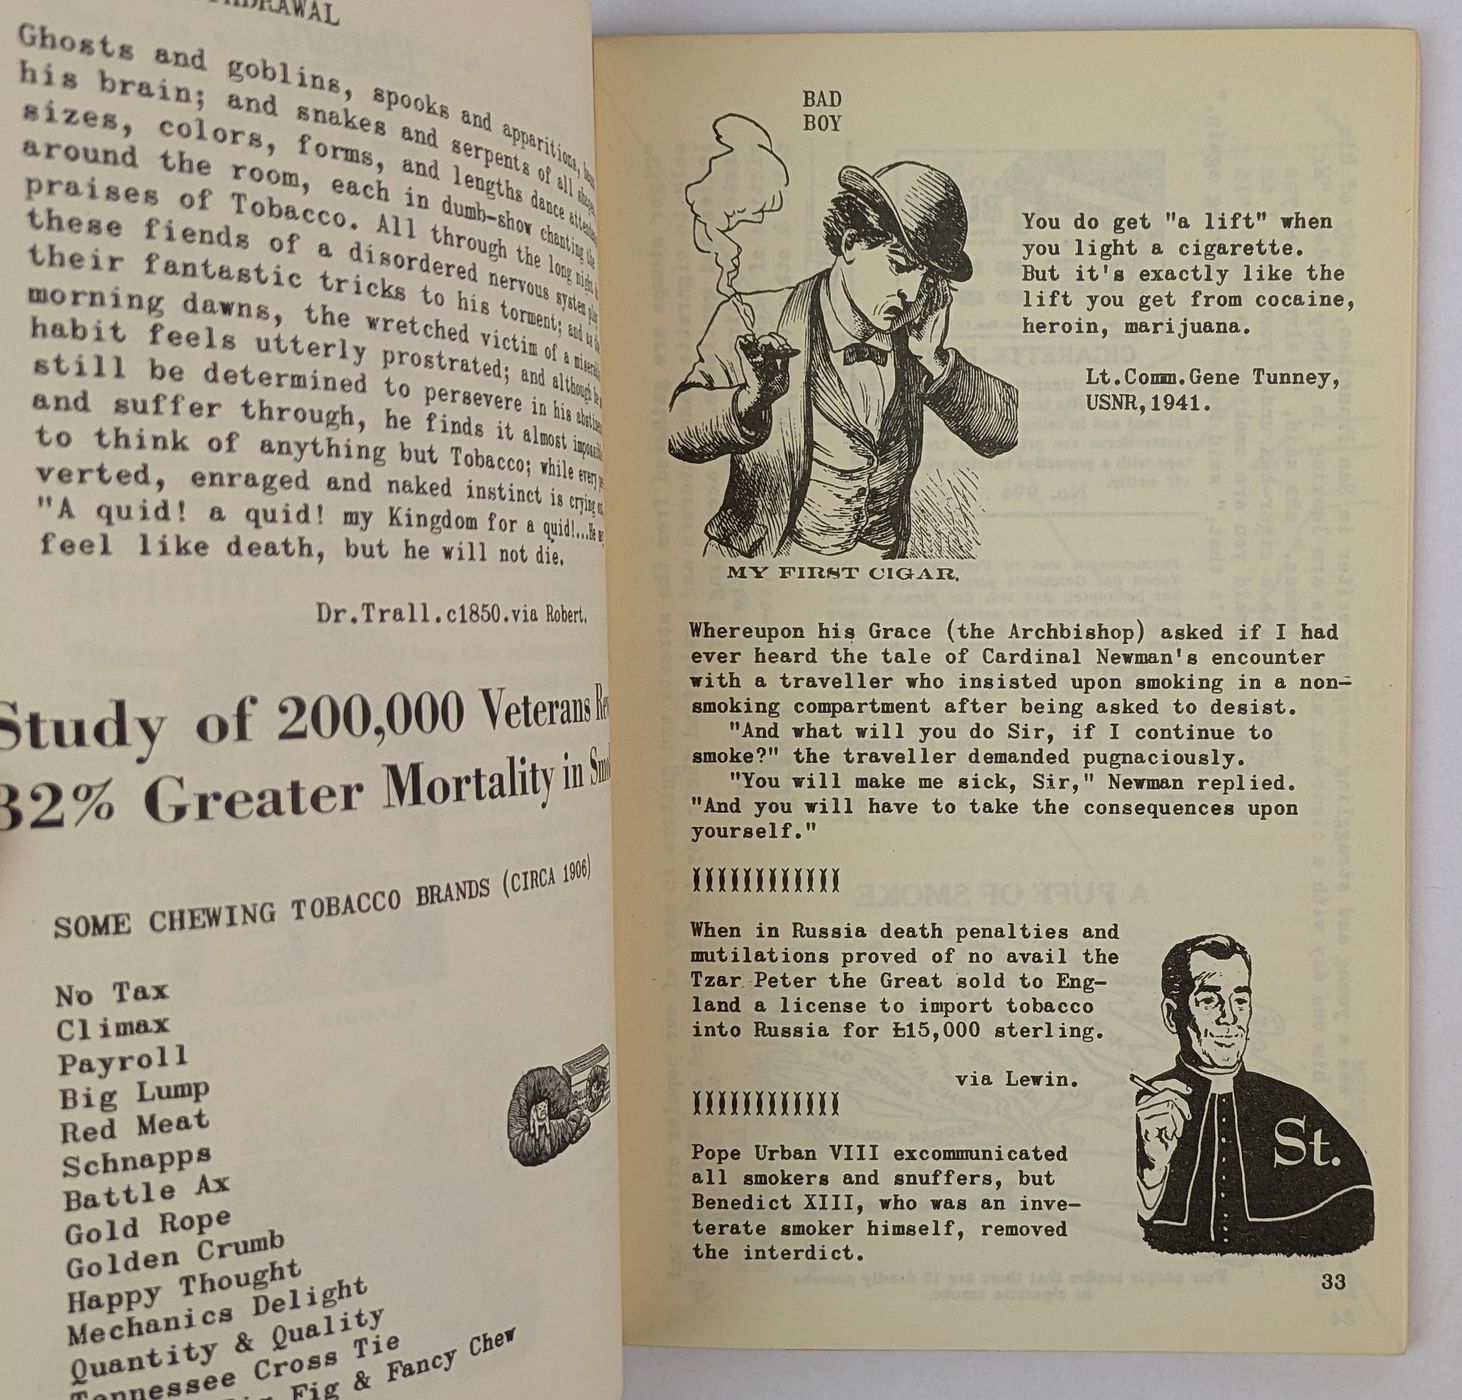 Ghosts and goblins, spooks and apparitions,
his brain; and snakes and serpents of all
sizes, colors, forms, and lengths dance
around the room, each in dumb-show chanting the
praises of Tobacco. All through the long night
these fiends of a disordered nervous system
their fantastic tricks to his torment; and as
morning dawns, the wretched victim of a
habit feels utterly prostrated; and although he
still be determined to persevere in his
and suffer through, he finds it almost
to think of anything but Tobacco; while every
verted, enraged and naked instinct is crying
"A quid! a quid! my Kingdom for a quid!...He
feel like death, but he will not die.
Dr.Trall.c1850.via Robert.
Study of 200,000 Veterans
32% Greater Mortality in
SOME CHEWING TOBACCO BRANDS (CIRCA 1906)
No Tax
Climax
Payroll
Big Lump
Red Meat
Schnapps
Battle Ax
Gold Rope
Golden Crumb
Happy Thought
Mechanics Delight
Quantity & Quality
Tennessee Cross Tie
Fig & Fancy Chew
BAD
BOY
You do get "a lift" when
you light a cigarette.
But it's exactly like the
lift you get from cocaine,
heroin, marijuana.
Lt.Comm.Gene Tunney,
USNR,1941.
MY FIRST CIGAR.
Whereupon his Grace (the Archbishop) asked if I had
ever heard the tale of Cardinal Newman's encounter
with a traveller who insisted upon smoking in a non-
smoking compartment after being asked to desist.
"And what will you do Sir, if I continue to
smoke?" the traveller demanded pugnaciously.
"You will make me sick, Sir," Newman replied.
"And you will have to take the consequences upon
yourself."
When in Russia death penalties and
mutilations proved of no avail the
Tzar Peter the Great sold to Eng-
land a license to import tobacco
into Russia for Ł15,000 sterling.
via Lewin.
Pope Urban VIII excommunicated
all smokers and snuffers, but
Benedict XIII, who was an inve-
terate smoker himself, removed
the interdict.
St.
33